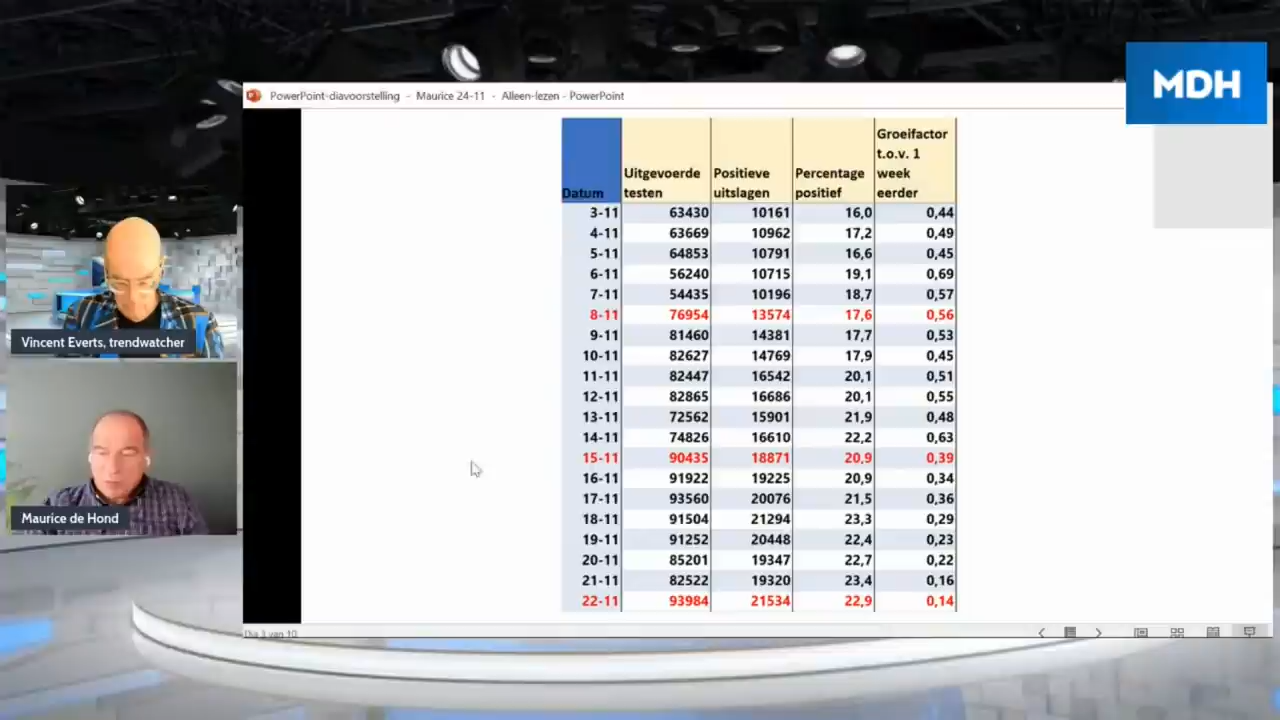 MDH
PowerPoint-diavoorstelling - Maurice 24-11 - Alleen-lezen - PowerPoint
Datum Uitgevoerde testen Positieve uitslagen Percentage positief Groeifactor t.o.v. 1 week eerder
3-11 63430 10161 16,0 0,44
4-11 63669 10962 17,2 0,49
5-11 64853 10791 16,6 0,45
6-11 56240 10715 19,1 0,69
7-11 54435 10196 18,7 0,57
8-11 76954 13574 17,6 0,56
9-11 81460 14381 17,7 0,53
10-11 82627 14769 17,9 0,45
11-11 82447 16542 20,1 0,51
12-11 82865 16686 20,1 0,55
13-11 72562 15901 21,9 0,48
14-11 74826 16610 22,2 0,63
15-11 90435 18871 20,9 0,39
16-11 91922 19225 20,9 0,34
17-11 93560 20076 21,5 0,36
18-11 91504 21294 23,3 0,29
19-11 91252 20448 22,4 0,23
20-11 85201 19347 22,7 0,22
21-11 82522 19320 23,4 0,16
22-11 93984 21534 22,9 0,14
Vincent Everts, trendwatcher
Maurice de Hond
Dia 3 van 10